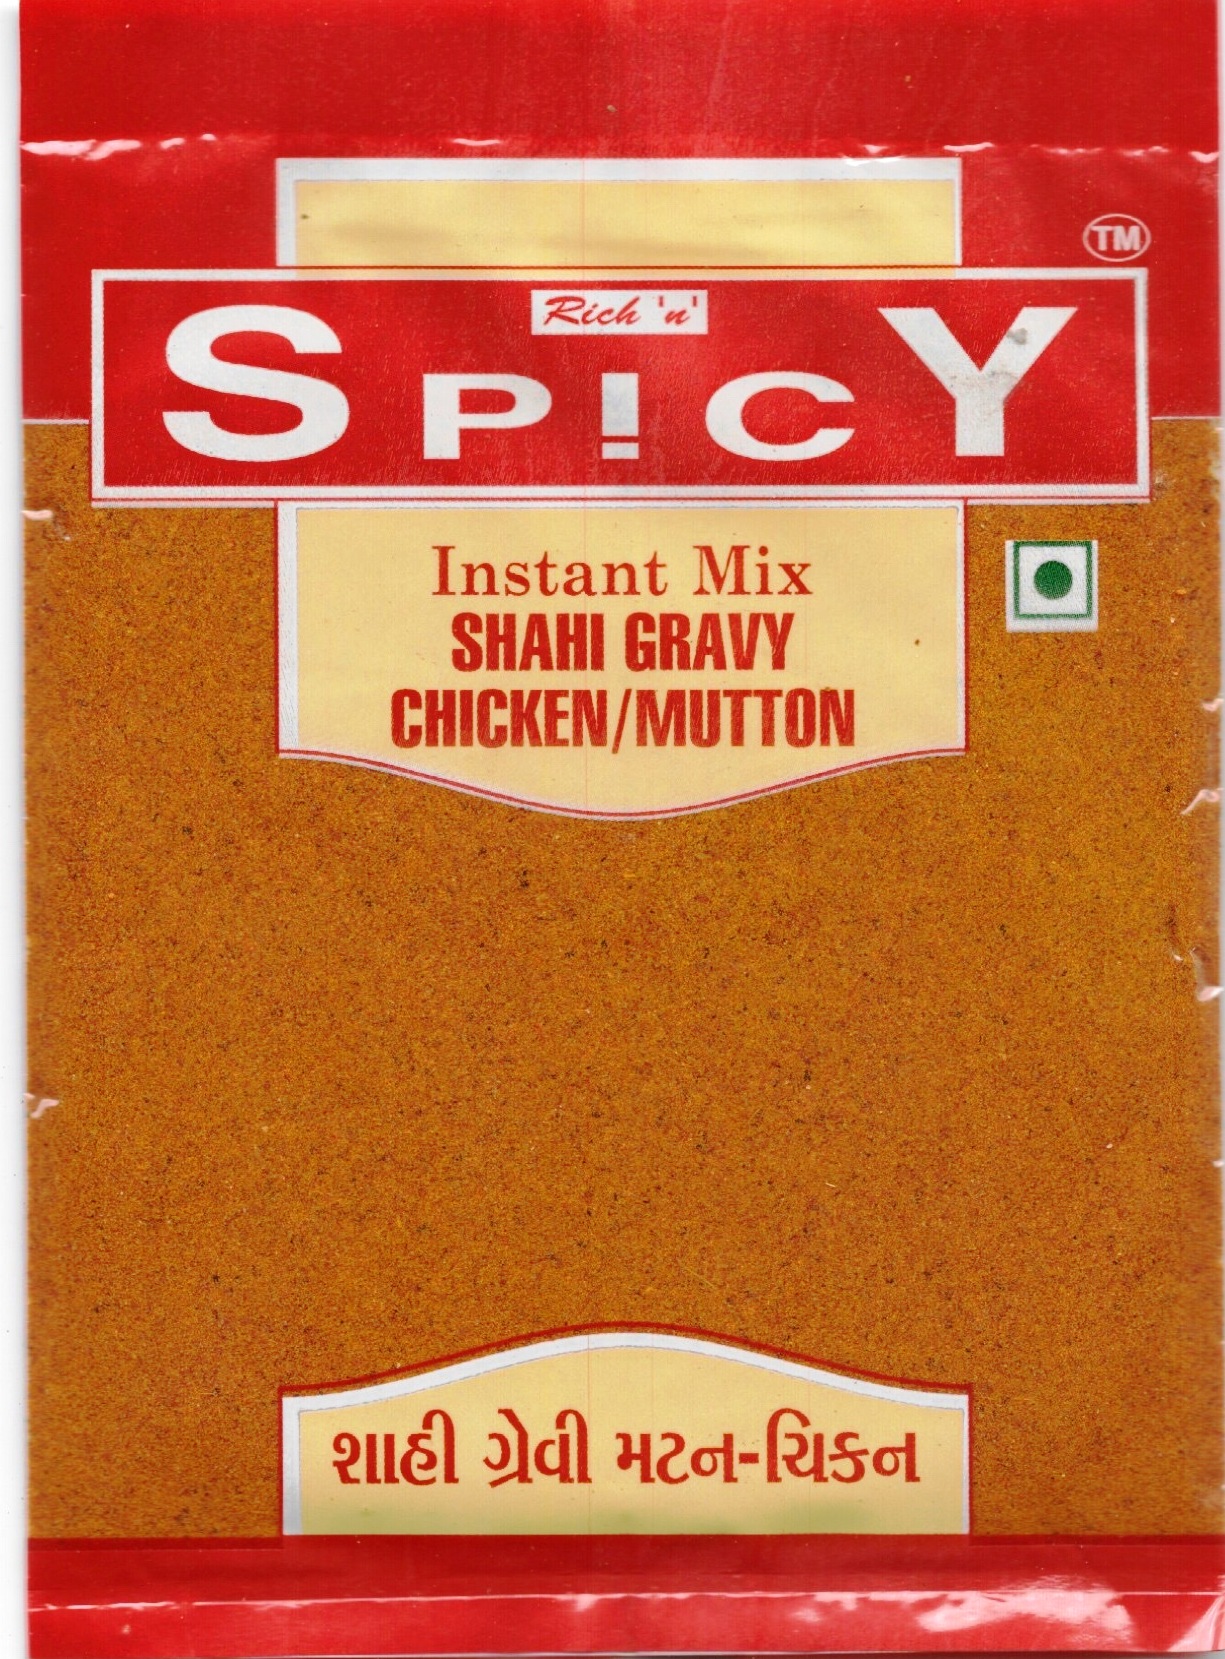 TM
Rich 'n'
SP!CY
Instant Mix
SHAHI GRAVY
CHICKEN/MUTTON
શાહી ગ્રેવી મટન-ચિકન